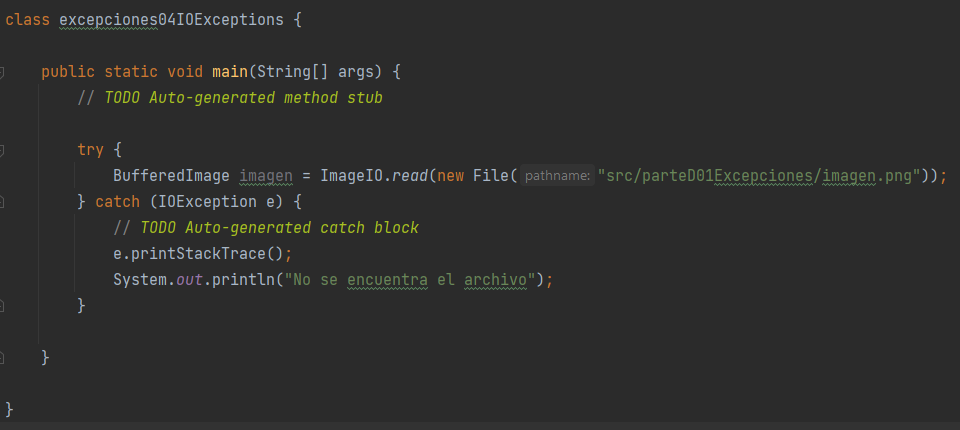 class excepciones04IOExceptions {
public static void main(String[] args) {
// TODO Auto-generated method stub
try {
BufferedImage imagen = ImageIO.read(new File( pathname: "src/parteD01Excepciones/imagen.png"));
} catch (IOException e) {
// TODO Auto-generated catch block
e.printStackTrace();
System.out.println("No se encuentra el archivo");
}
}
}